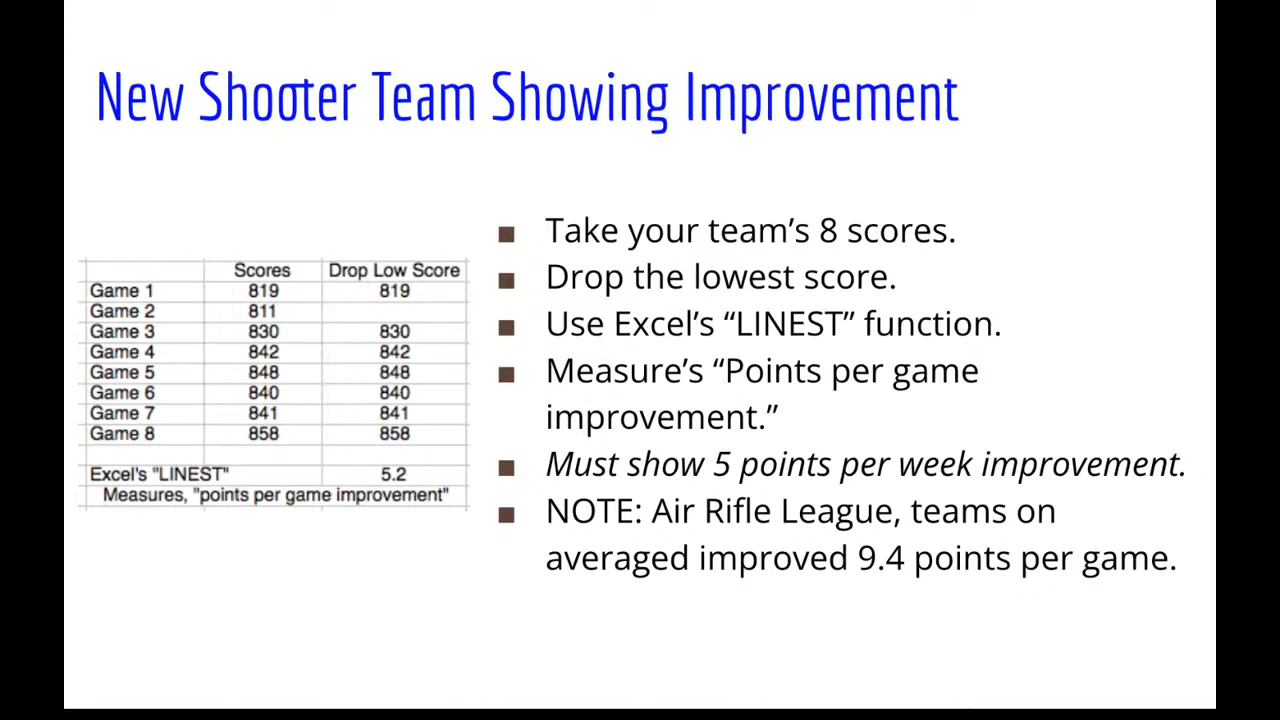 New Shooter Team Showing Improvement
Scores Drop Low Score
Game 1 819 819
Game 2 811
Game 3 830 830
Game 4 842 842
Game 5 848 848
Game 6 840 840
Game 7 841 841
Game 8 858 858
Excel's "LINEST" 5.2
Measures, "points per game improvement"
■ Take your team’s 8 scores.
■ Drop the lowest score.
■ Use Excel’s “LINEST” function.
■ Measure’s “Points per game
improvement.”
■ Must show 5 points per week improvement.
■ NOTE: Air Rifle League, teams on
averaged improved 9.4 points per game.